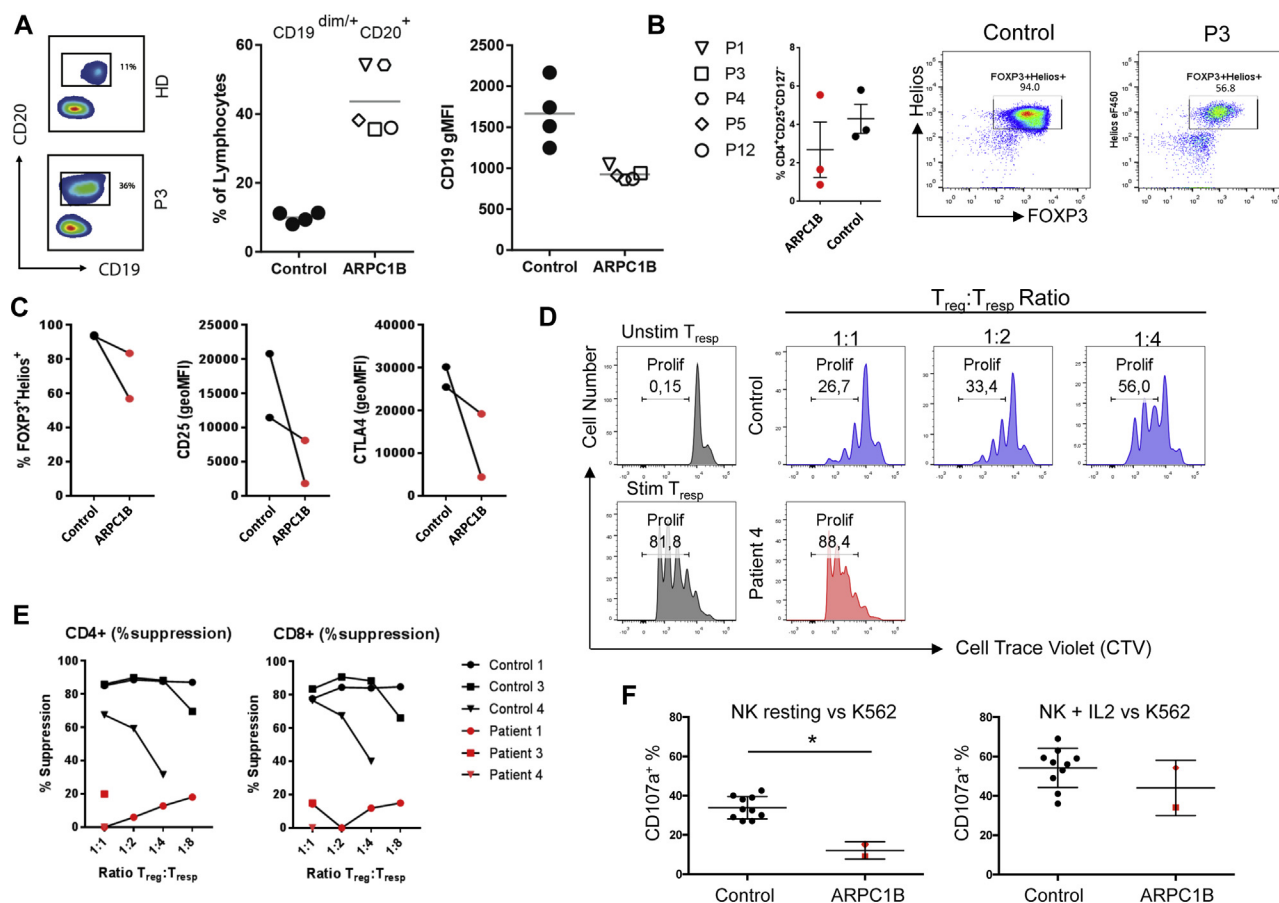 A
CD20
CD19
11%
HD
36%
P3
CD19 dim/+ CD20+
% of Lymphocytes
60
40
20
0
Control
ARPC1B
CD19 gMFI
2500
2000
1500
1000
500
0
Control
ARPC1B
B
P1
P3
P4
P5
P12
% CD4+CD25+CD127-
8
6
4
2
0
ARPC1B
Control
Control
Helios
FOXP3+Helios+
94.0
FOXP3
P3
Helios eF450
FOXP3+Helios+
56.8
C
% FOXP3+Helios+
100
80
60
40
20
0
Control
ARPC1B
CD25 (geoMFI)
25000
20000
15000
10000
5000
0
Control
ARPC1B
CTLA4 (geoMFI)
40000
30000
20000
10000
0
Control
ARPC1B
D
Treg:Tresp Ratio
Unstim Tresp
1:1
1:2
1:4
Cell Number
Prolif
0,15
Control
Prolif
26,7
Prolif
33,4
Prolif
56,0
Stim Tresp
Prolif
81,8
Patient 4
Prolif
88,4
Cell Trace Violet (CTV)
E
CD4+ (%suppression)
% Suppression
100
80
60
40
20
0
1:1
1:2
1:4
1:8
Ratio Treg:Tresp
CD8+ (%suppression)
% Suppression
100
80
60
40
20
0
1:1
1:2
1:4
1:8
Ratio Treg:Tresp
Control 1
Control 3
Control 4
Patient 1
Patient 3
Patient 4
F
NK resting vs K562
CD107a+ %
80
60
40
20
0
*
Control
ARPC1B
NK + IL2 vs K562
CD107a+ %
80
60
40
20
0
Control
ARPC1B